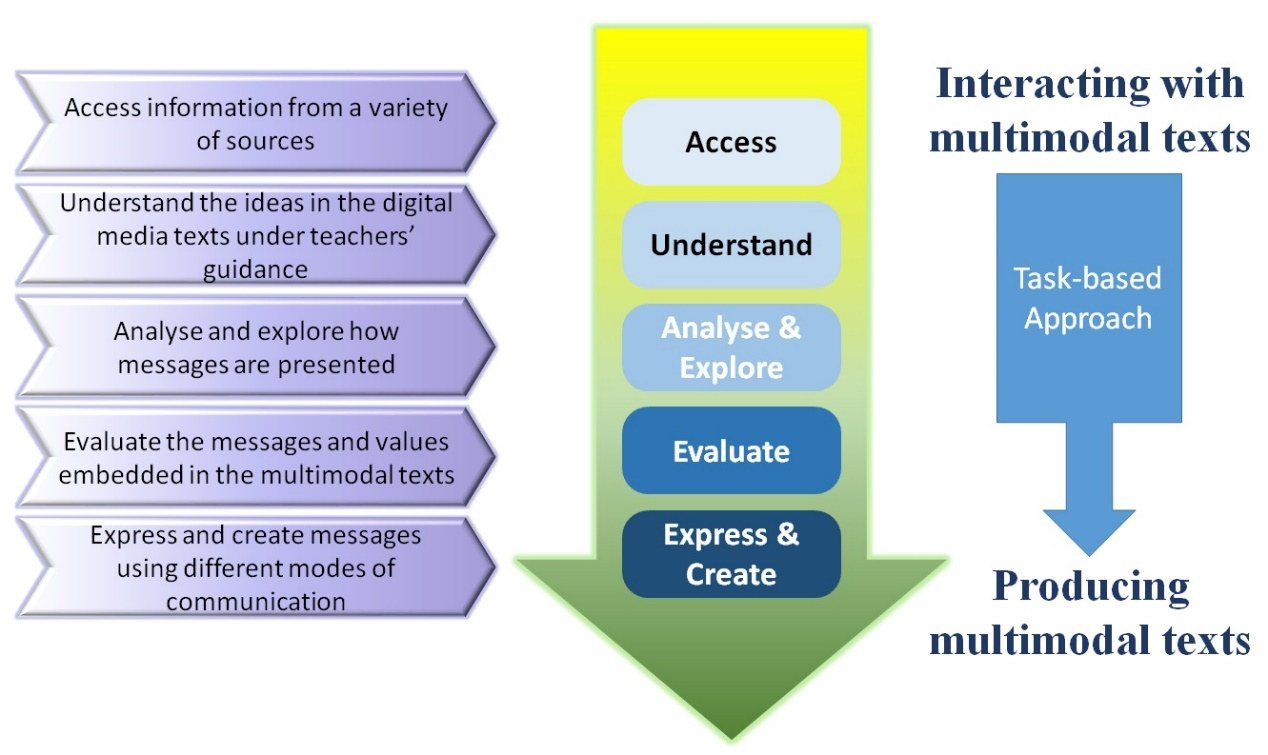 Access information from a variety
of sources
Understand the ideas in the digital
media texts under teachers’
guidance
Analyse and explore how
messages are presented
Evaluate the messages and values
embedded in the multimodal texts
Express and create messages
using different modes of
communication
Access
Understand
Analyse &
Explore
Evaluate
Express &
Create
Interacting with
multimodal texts
Task-based
Approach
Producing
multimodal texts